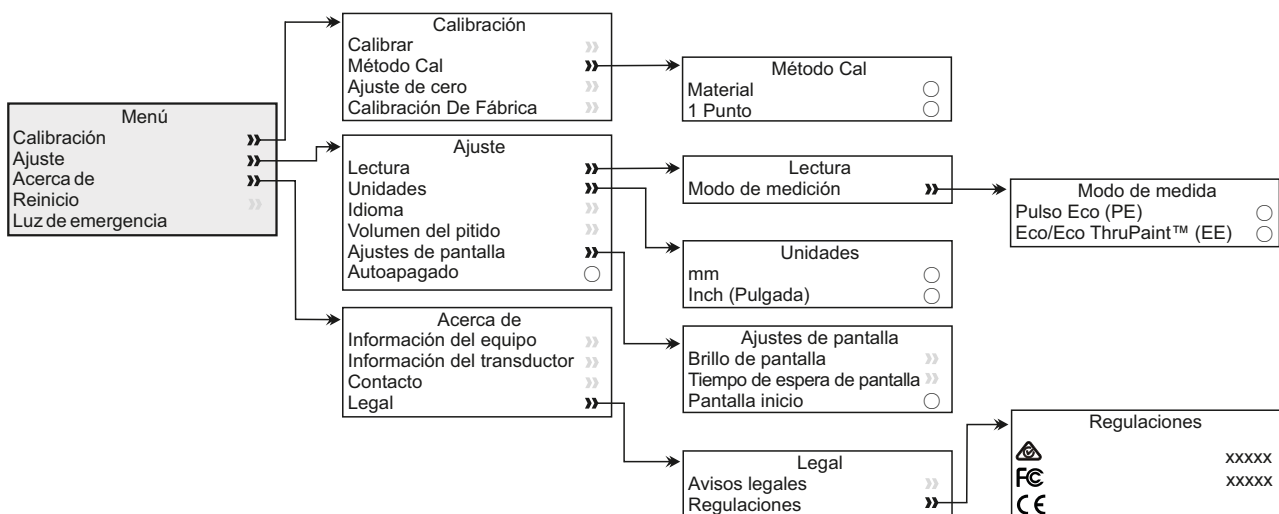 Menú
Calibración
Ajuste
Acerca de
Reinicio
Luz de emergencia
Calibración
Calibrar
Método Cal
Ajuste de cero
Calibración De Fábrica
Método Cal
Material
1 Punto
Ajuste
Lectura
Unidades
Idioma
Volumen del pitido
Ajustes de pantalla
Autoapagado
Lectura
Modo de medición
Modo de medida
Pulso Eco (PE)
Eco/Eco ThruPaint™ (EE)
Unidades
mm
Inch (Pulgada)
Acerca de
Información del equipo
Información del transductor
Contacto
Legal
Ajustes de pantalla
Brillo de pantalla
Tiempo de espera de pantalla
Pantalla inicio
Legal
Avisos legales
Regulaciones
Regulaciones
xxxxx
FC xxxxx
CE